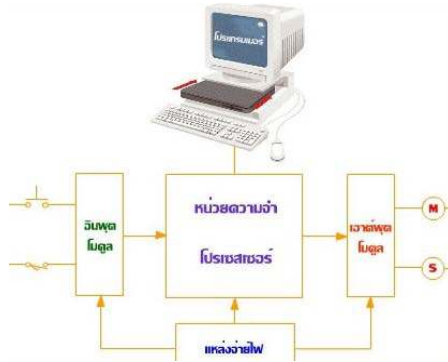 โปรแกรมเมอร์
อินพุต
โมดูล
หน่วยความจำ
โปรเซสเซอร์
เอาต์พุต
โมดูล
M
S
แหล่งจ่ายไฟ